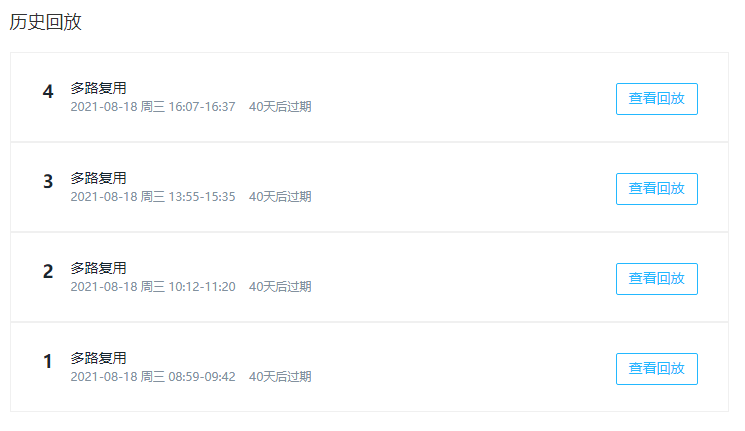 历史回放
4 多路复用 查看回放
2021-08-18 周三 16:07-16:37 40天后过期
3 多路复用 查看回放
2021-08-18 周三 13:55-15:35 40天后过期
2 多路复用 查看回放
2021-08-18 周三 10:12-11:20 40天后过期
1 多路复用 查看回放
2021-08-18 周三 08:59-09:42 40天后过期